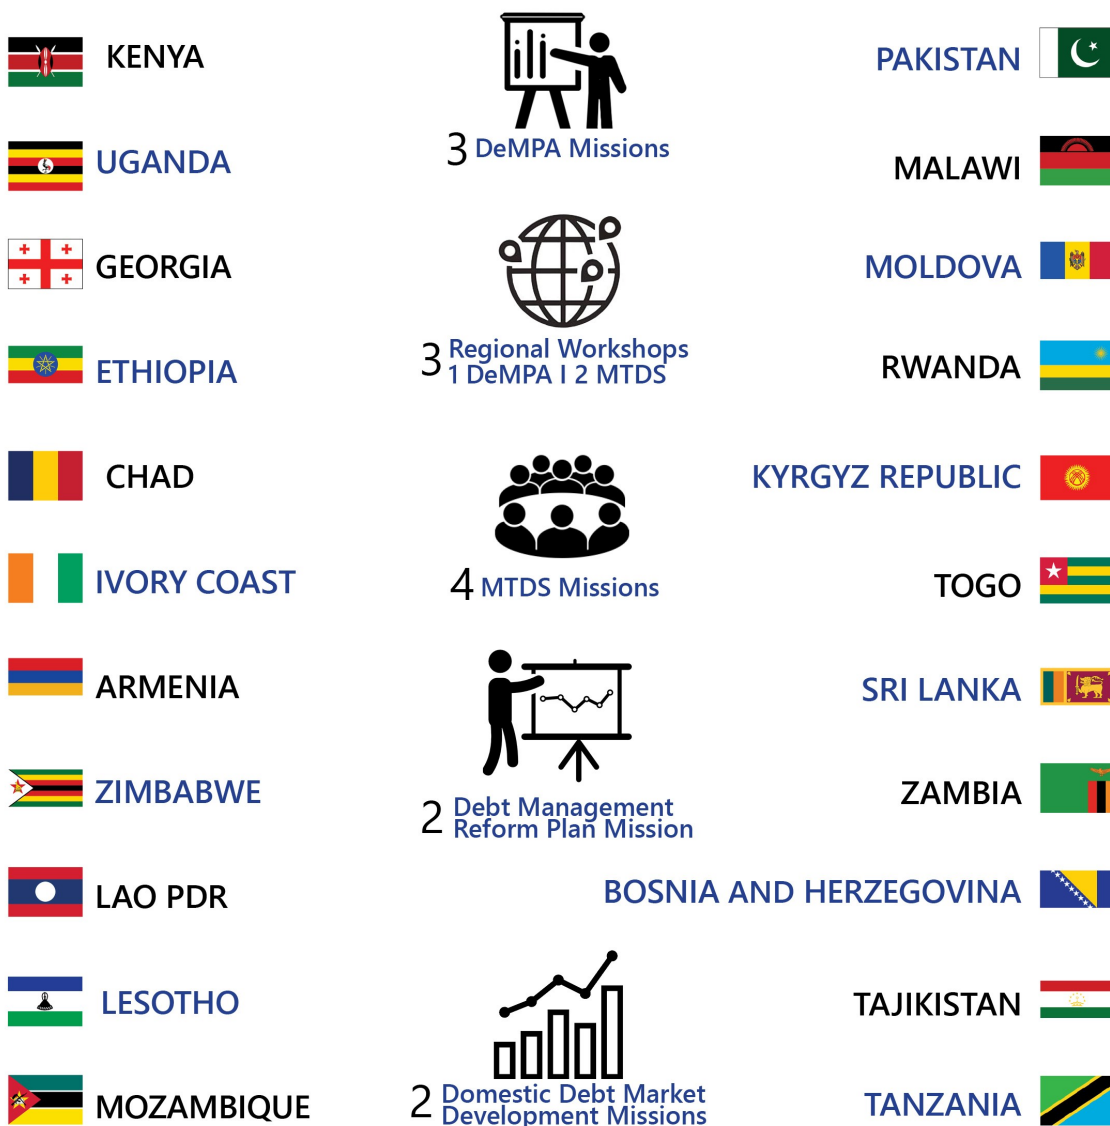 KENYA
UGANDA
GEORGIA
ETHIOPIA
CHAD
IVORY COAST
ARMENIA
ZIMBABWE
LAO PDR
LESOTHO
MOZAMBIQUE
3 DeMPA Missions
3 Regional Workshops
1 DeMPA I 2 MTDS
4 MTDS Missions
2 Debt Management
Reform Plan Mission
2 Domestic Debt Market
Development Missions
PAKISTAN
MALAWI
MOLDOVA
RWANDA
KYRGYZ REPUBLIC
TOGO
SRI LANKA
ZAMBIA
BOSNIA AND HERZEGOVINA
TAJIKISTAN
TANZANIA